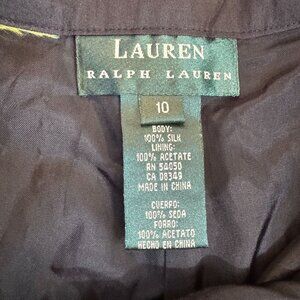 LAUREN
RALPH LAUREN
10
BODY:
100% SILK
LINING:
100% ACETATE
RN 54050
CA 08349
MADE IN CHINA
CUERPO:
100% SEDA
FORRO:
100% ACETATO
HECHO EN CHINA